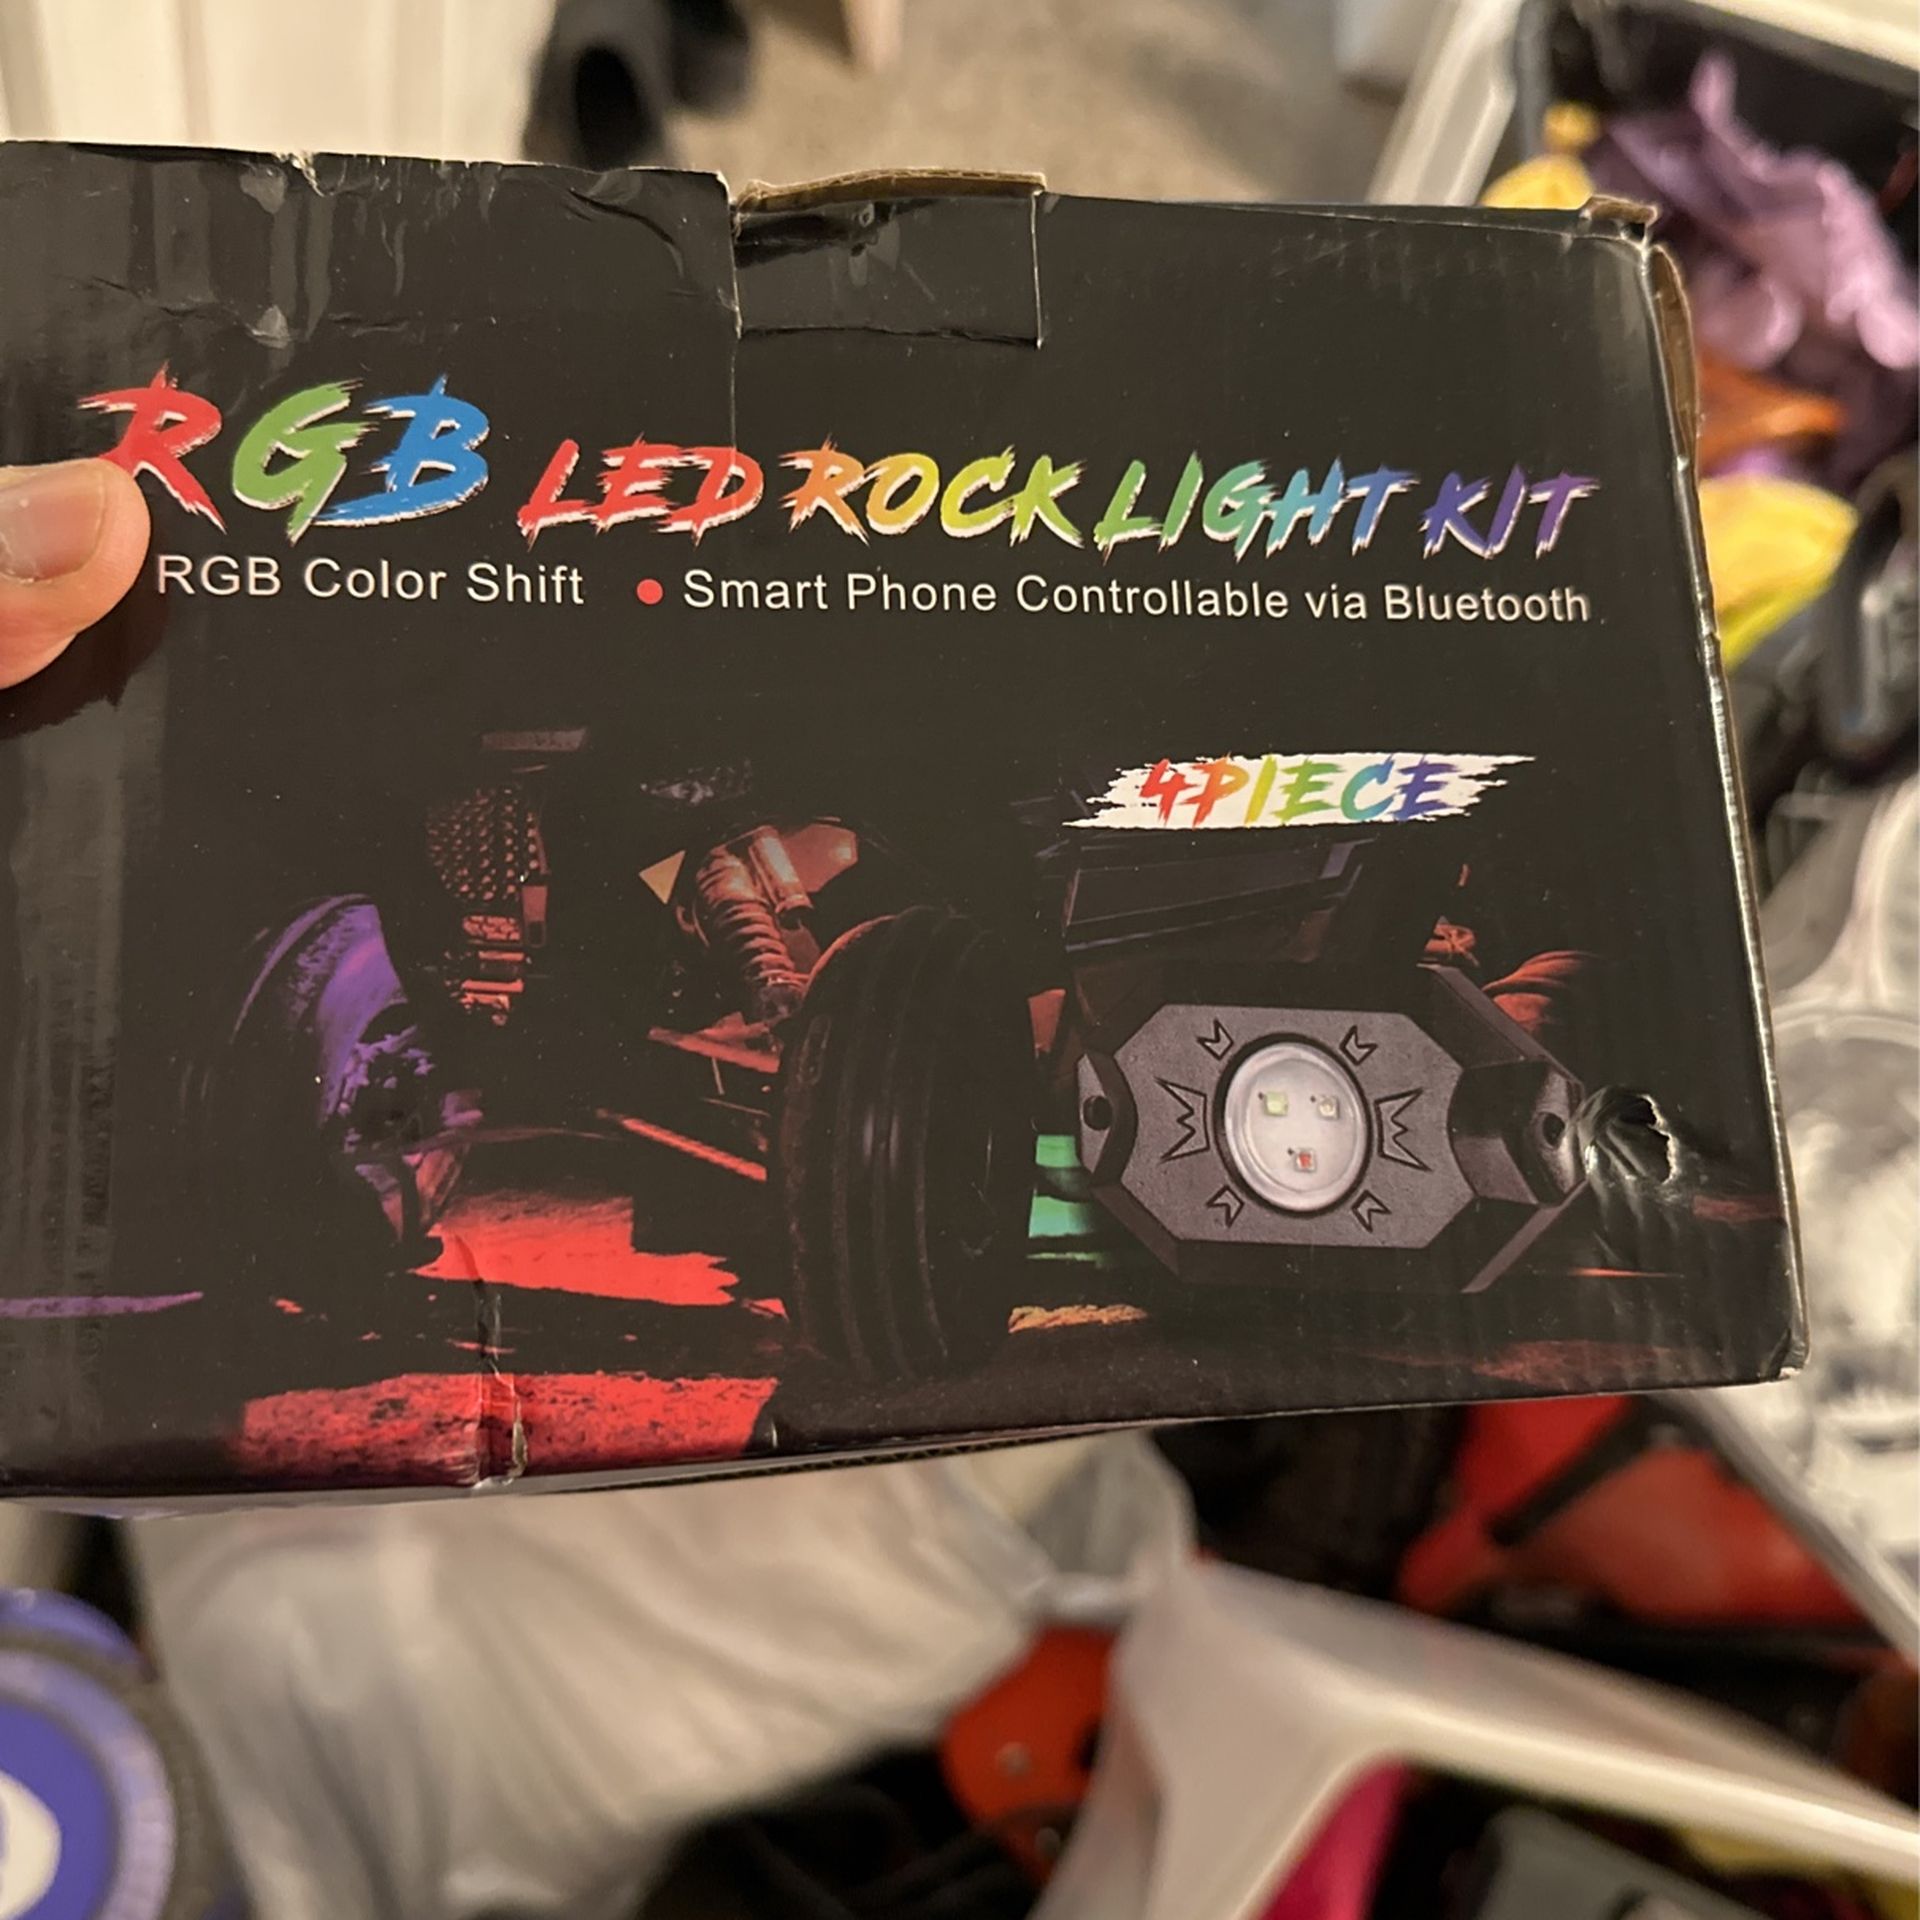 RGB LED ROCK LIGHT KIT
RGB Color Shift • Smart Phone Controllable via Bluetooth
4PIECE